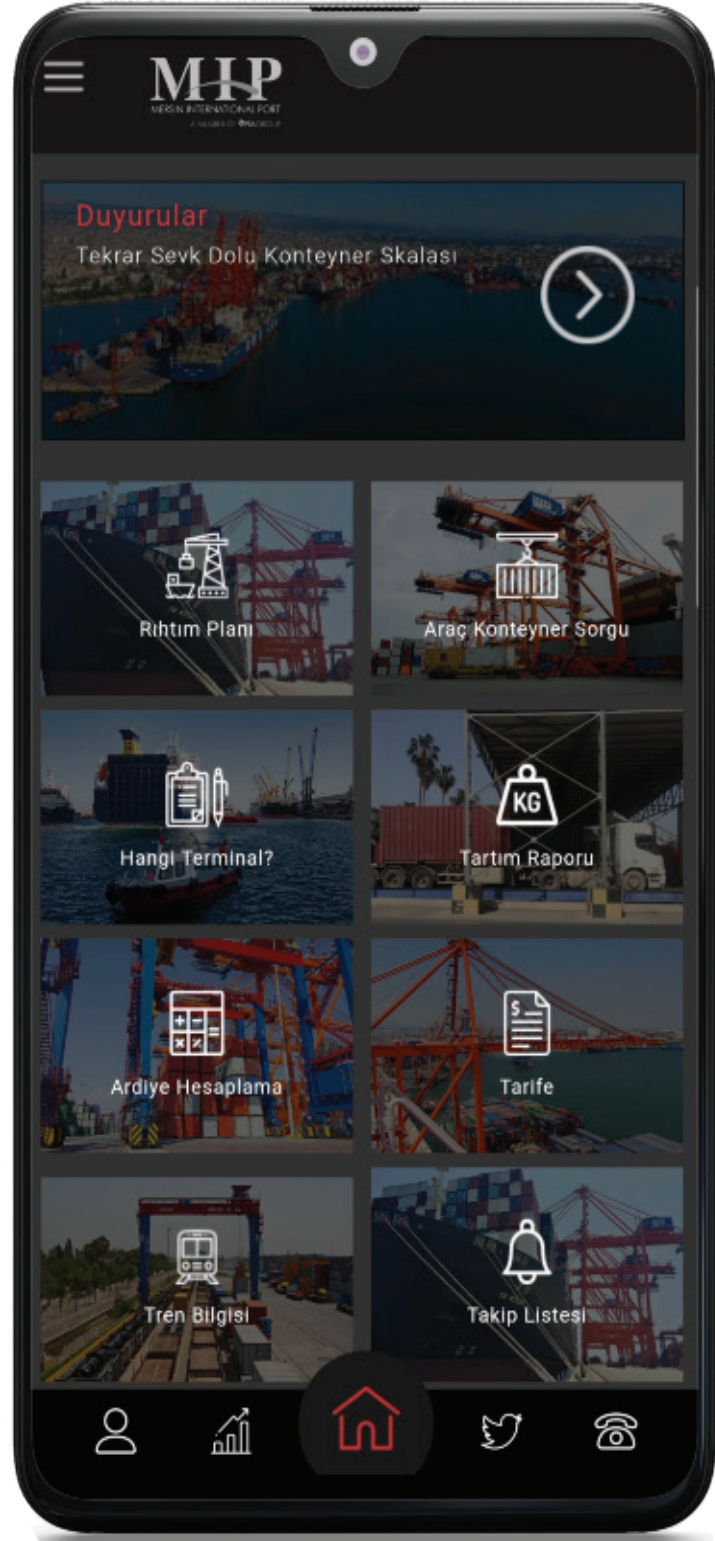 MIP
MERSIN INTERNATIONAL PORT
Duyurular
Tekrar Sevk Dolu Konteyner Skalası
Rıhtım Planı
Araç Konteyner Sorgu
Hangi Terminal?
KG
Tartım Raporu
Ardiye Hesaplama
$
Tarife
Tren Bilgisi
Takip Listesi